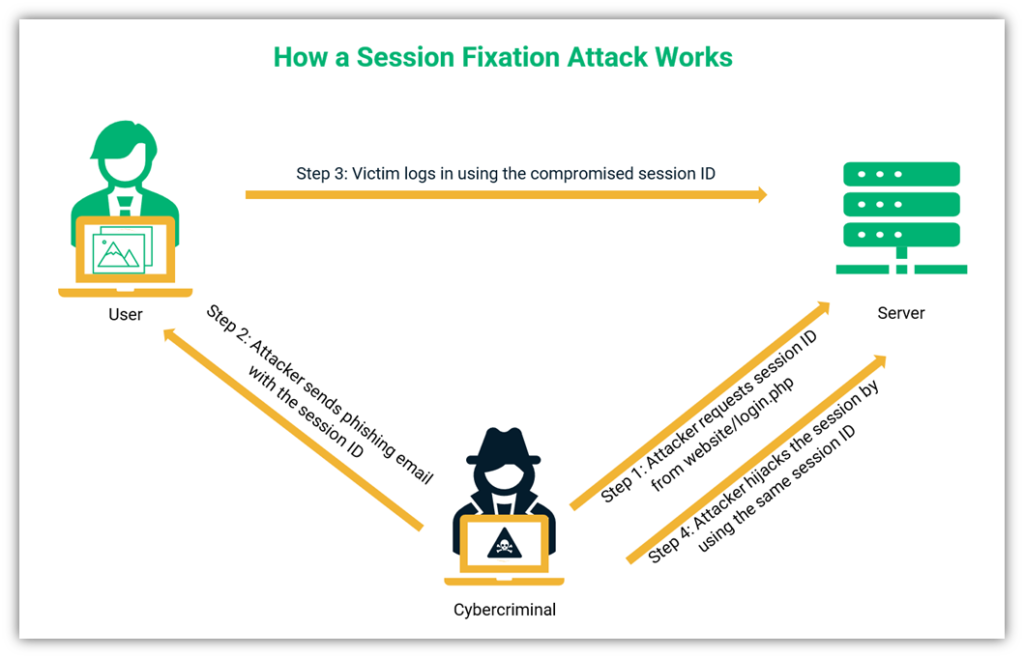 How a Session Fixation Attack Works
Step 3: Victim logs in using the compromised session ID
User
Server
Step 2: Attacker sends phishing email
with the session ID
Step 1: Attacker requests session ID
from website/login.php
Step 4: Attacker hijacks the session by
using the same session ID
Cybercriminal